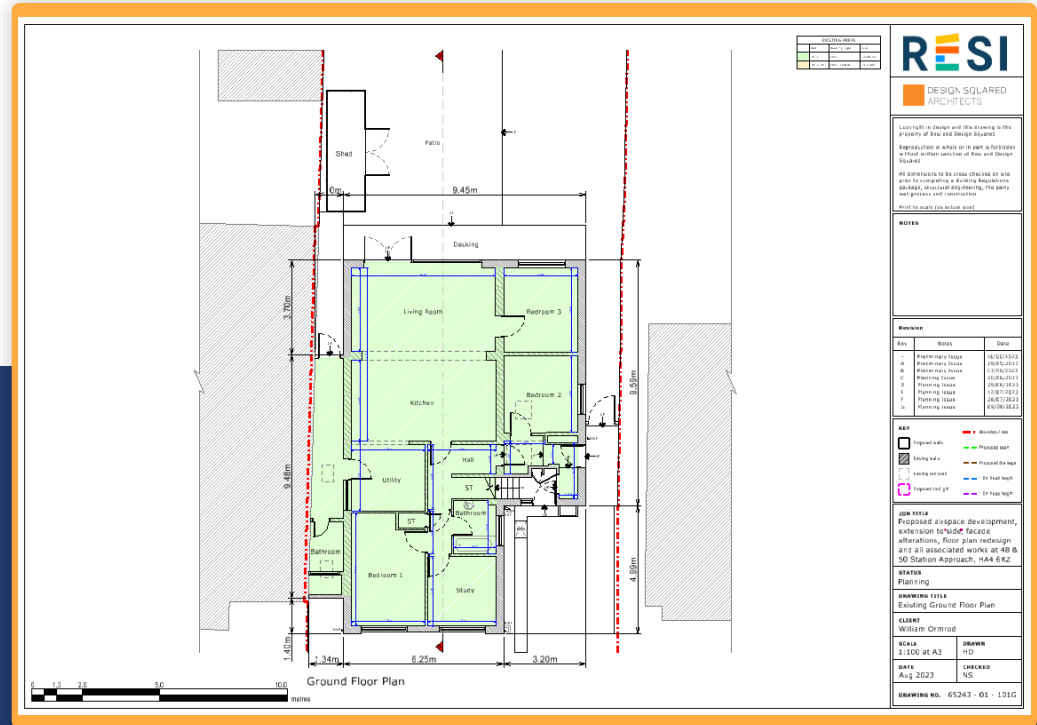 EXISTING AREAS
RESI
DESIGN SQUARED
ARCHITECTS
Copyright in design and this drawing is the
property of Resi and Design Squared
Reproduction in whole or in part is forbidden
without written sanction of Resi and Design
Squared
All dimensions to be cross-checked on site
prior to completing a Building Regulations
package, structural engineering, the party
wall process and construction
Print to scale (as actual size)
NOTES
Revision
Rev Notes Date
- Preliminary Issue
A Preliminary Issue
B Preliminary Issue
C Planning Issue
D Planning Issue
E Planning Issue
F Planning Issue
G Planning Issue 09/08/2023
KEY
Proposed walls
Existing walls
Boundary lines
JOB TITLE
Proposed airspace development,
extension to side, facade
alterations, floor plan redesign
and all associated works at 48 &
50 Station Approach, HA4 6RZ
STATUS
Planning
DRAWING TITLE
Existing Ground Floor Plan
CLIENT
William Ormrod
SCALE
1:100 at A3
DRAWN
HD
DATE
Aug 2023
CHECKED
NS
DRAWING NO. 65243 - 01 - 101G
Shed
Patio
0m
9.45m
Decking
3.70m
Living Room
Bedroom 3
9.59m
Kitchen
Bedroom 2
9.48m
Hall
Utility
ST
Bathroom
ST
Bathroom
Bedroom 1
Study
4.99m
1.40m
1.34m
6.25m
3.20m
Ground Floor Plan
0 1.0 2.0 5.0 10.0
metres